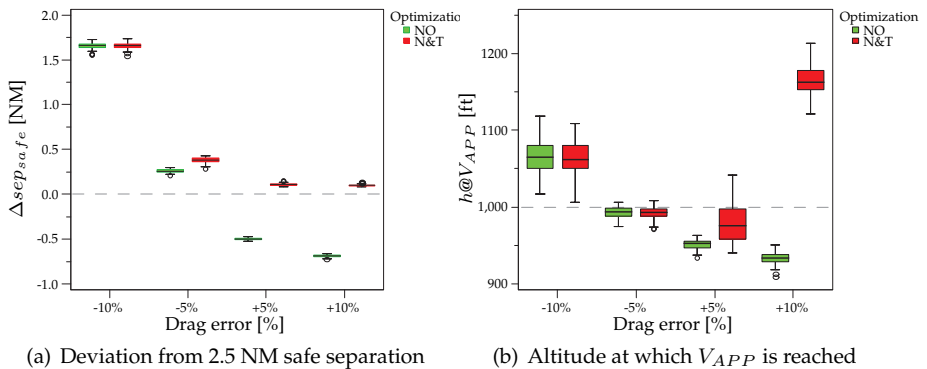 2.0
1.5
1.0
0.5
0.0
-0.5
-1.0
Δsep_safe [NM]
-10%
-5%
+5%
+10%
Drag error [%]
Optimizatio
NO
N&T
(a) Deviation from 2.5 NM safe separation
1200
1100
1,000
900
h@V_APP [ft]
-10%
-5%
+5%
+10%
Drag error [%]
Optimization
NO
N&T
(b) Altitude at which V_APP is reached